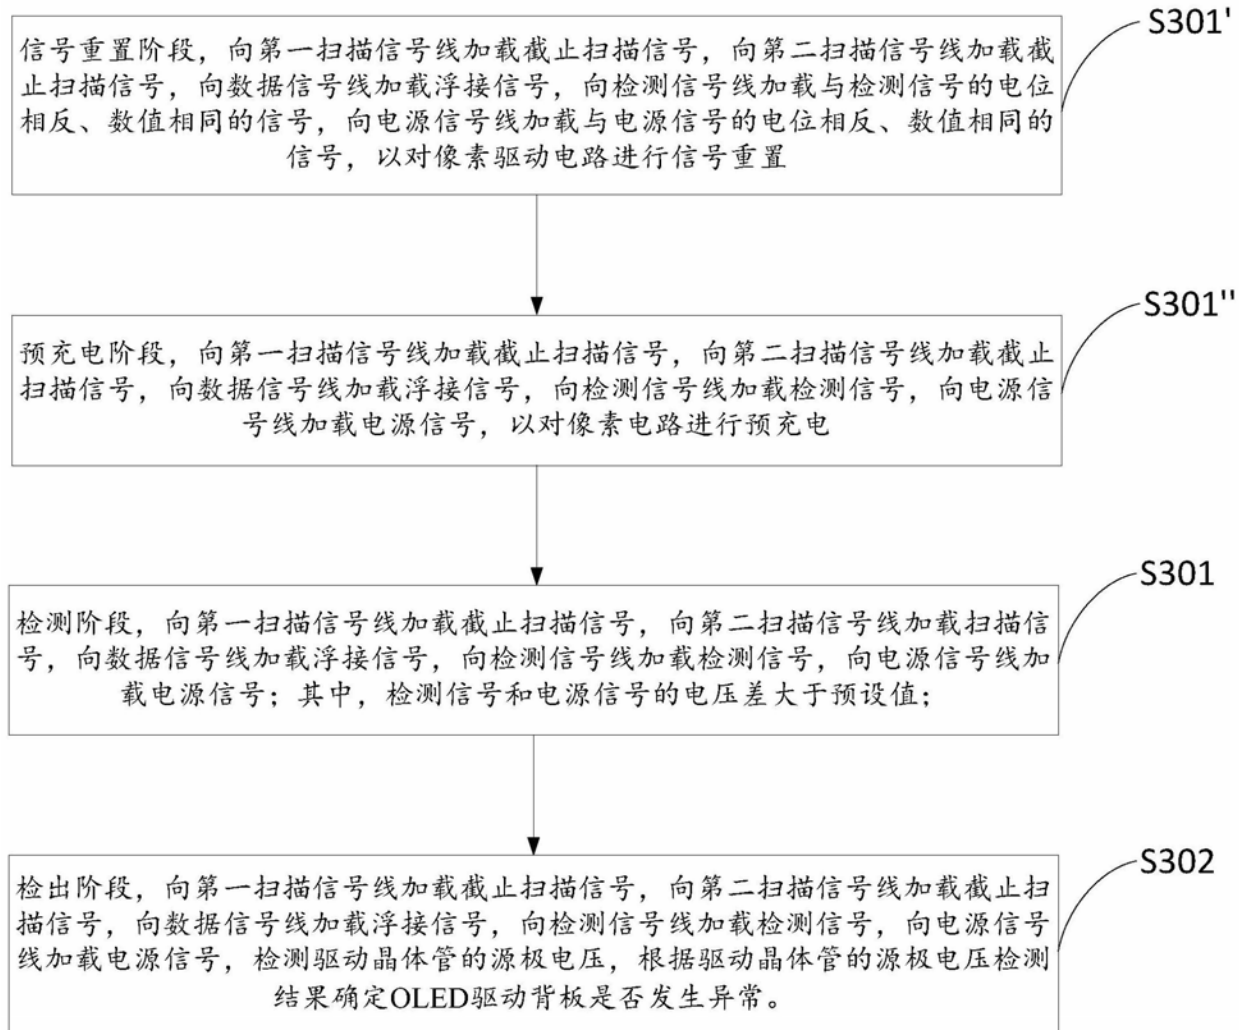 S301'
信号重置阶段，向第一扫描信号线加载截止扫描信号，向第二扫描信号线加载截
止扫描信号，向数据信号线加载浮接信号，向检测信号线加载与检测信号的电位
相反、数值相同的信号，向电源信号线加载与电源信号的电位相反、数值相同的
信号，以对像素驱动电路进行信号重置
S301''
预充电阶段，向第一扫描信号线加载截止扫描信号，向第二扫描信号线加载截止
扫描信号，向数据信号线加载浮接信号，向检测信号线加载检测信号，向电源信
号线加载电源信号，以对像素电路进行预充电
S301
检测阶段，向第一扫描信号线加载截止扫描信号，向第二扫描信号线加载扫描信
号，向数据信号线加载浮接信号，向检测信号线加载检测信号，向电源信号线加
载电源信号；其中，检测信号和电源信号的电压差大于预设值；
S302
检出阶段，向第一扫描信号线加载截止扫描信号，向第二扫描信号线加载截止扫
描信号，向数据信号线加载浮接信号，向检测信号线加载检测信号，向电源信号
线加载电源信号，检测驱动晶体管的源极电压，根据驱动晶体管的源极电压检测
结果确定OLED驱动背板是否发生异常。